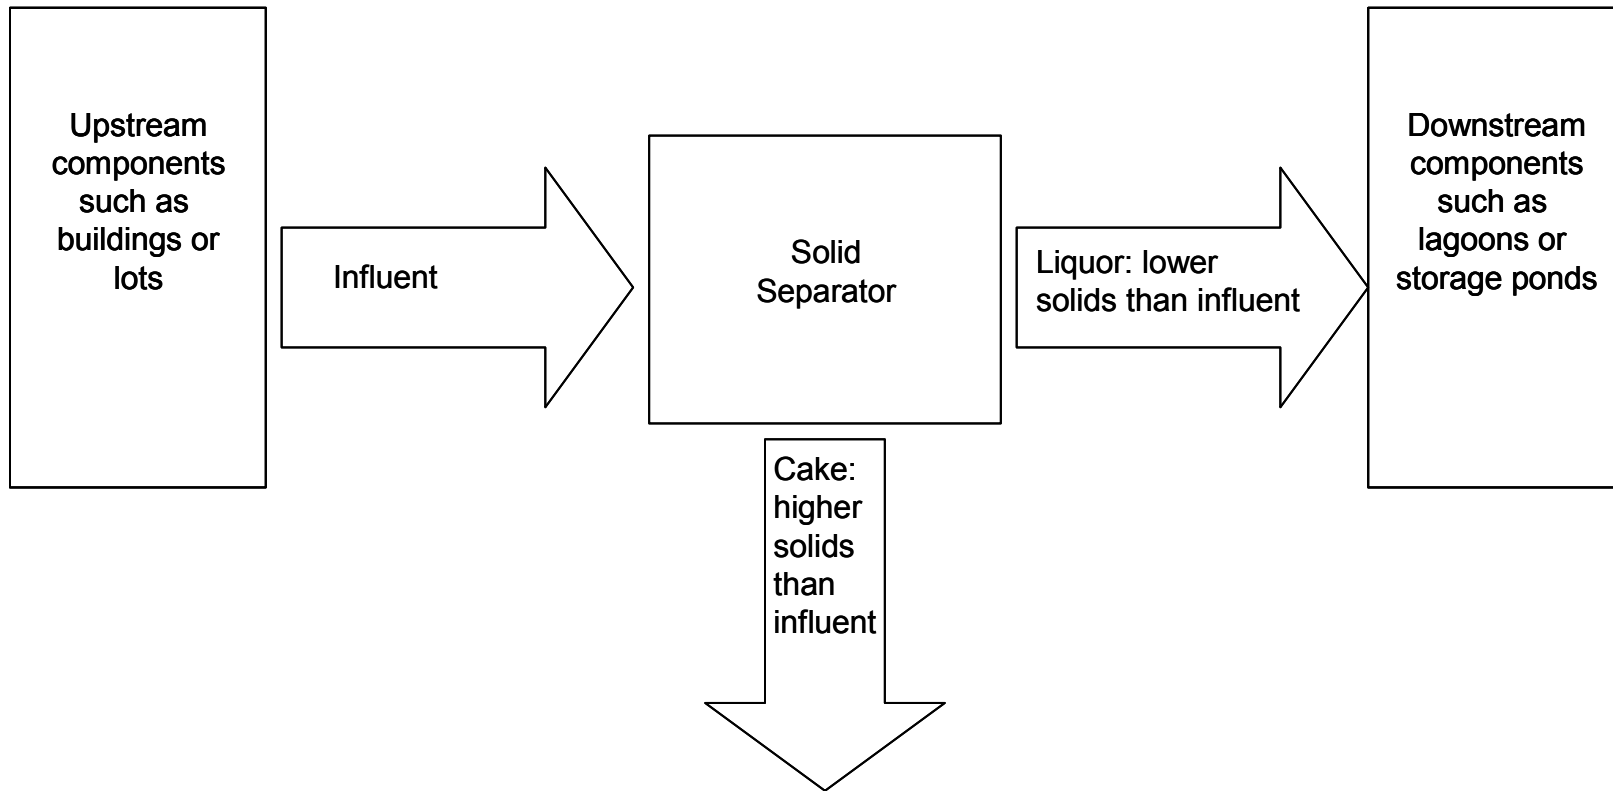 Upstream
components
such as
buildings or
lots
Influent
Solid
Separator
Liquor: lower
solids than influent
Downstream
components
such as
lagoons or
storage ponds
Cake:
higher
solids
than
influent